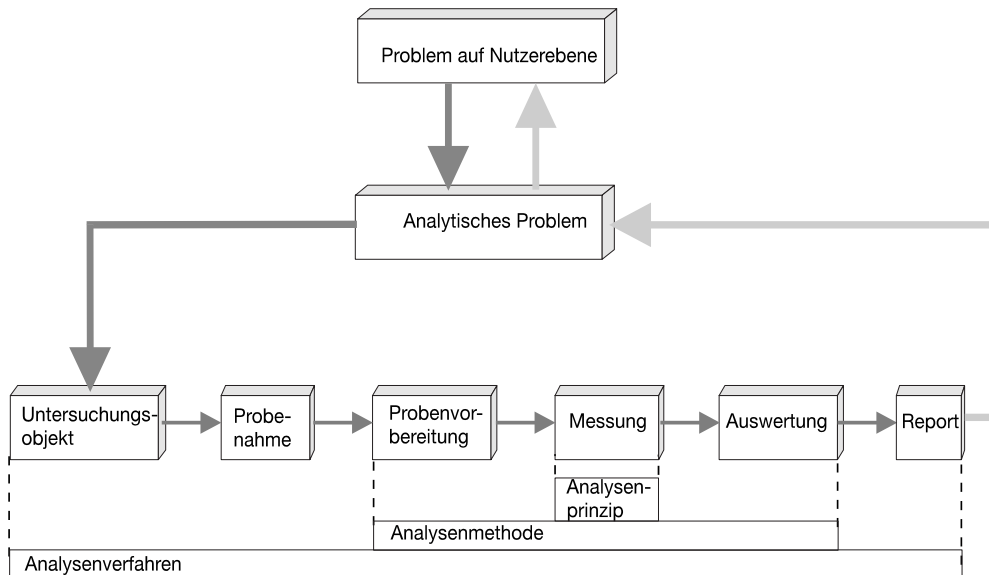 Problem auf Nutzerebene
Analytisches Problem
Untersuchungs-
objekt
Probe-
nahme
Probenvor-
bereitung
Messung
Auswertung
Report
Analysen-
prinzip
Analysenmethode
Analysenverfahren